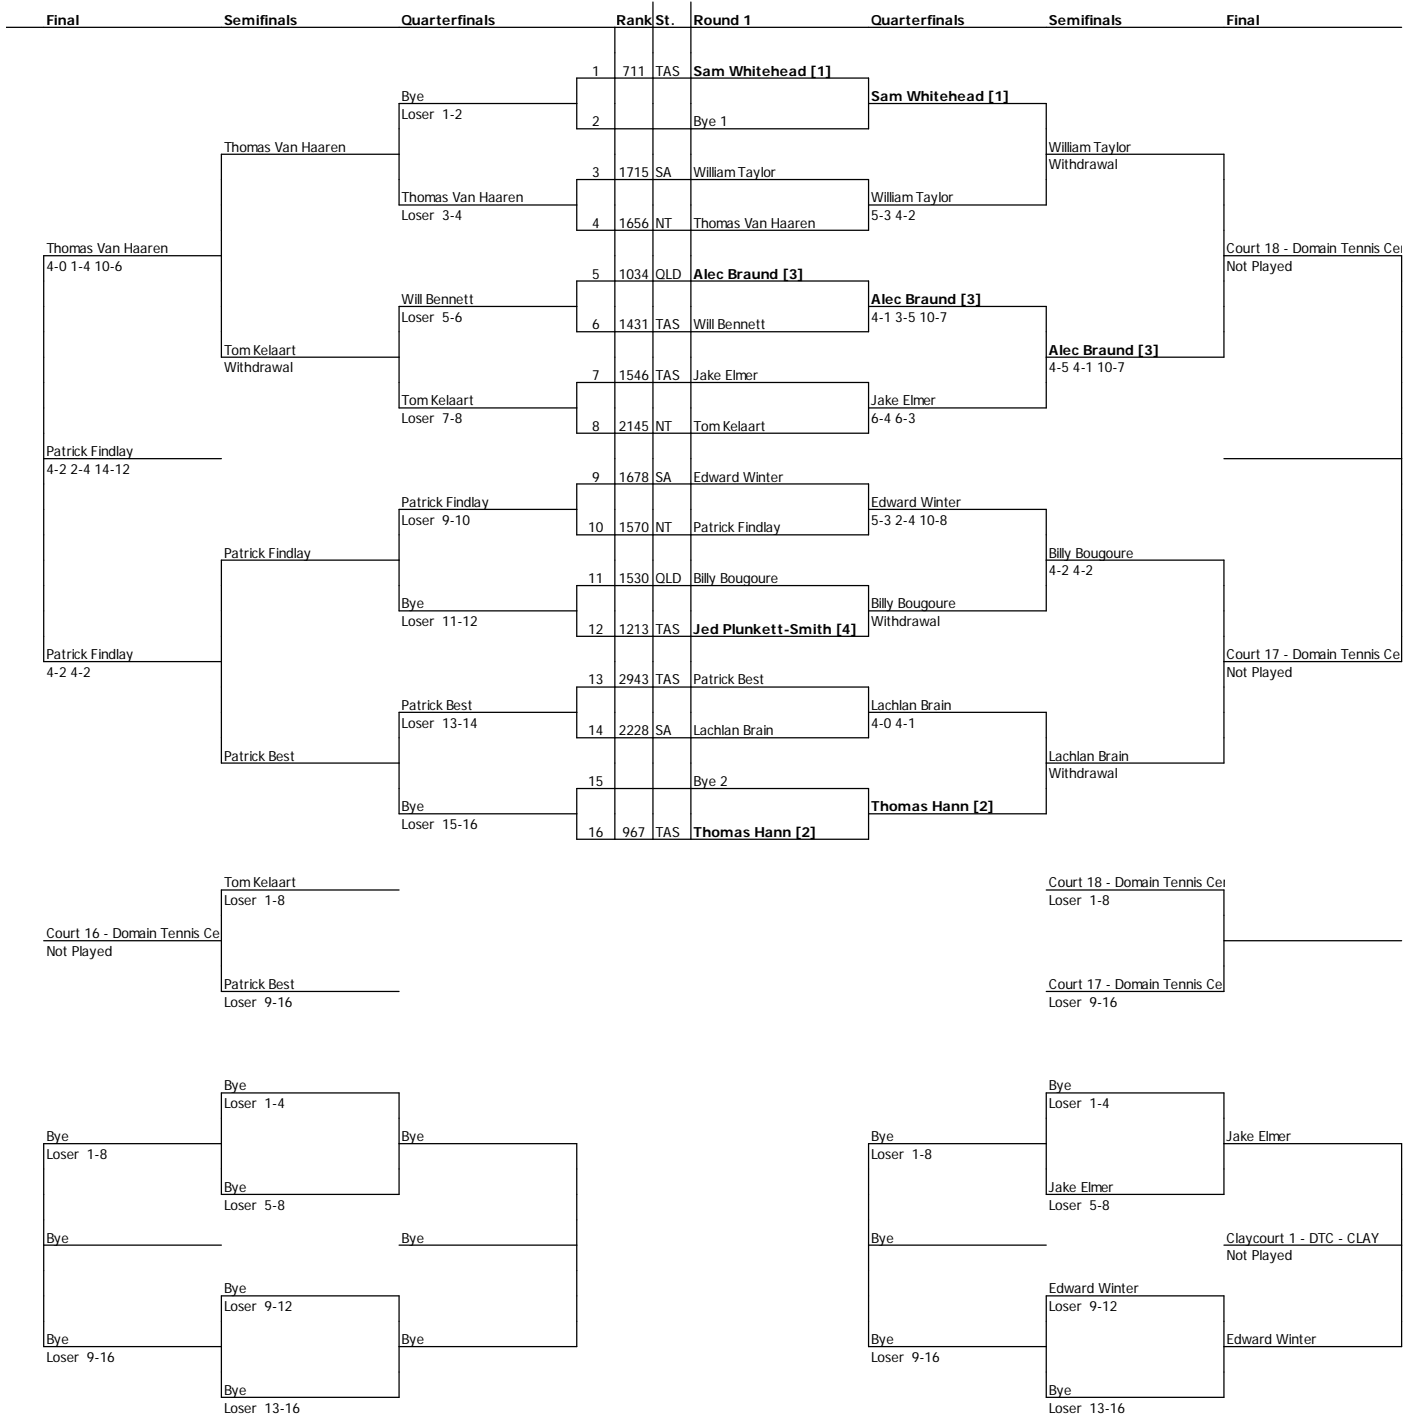 Final Semifinals Quarterfinals Rank St. Round 1 Quarterfinals Semifinals Final
1 711 TAS Sam Whitehead [1]
Bye Sam Whitehead [1]
Loser 1-2
2 Bye 1
Thomas Van Haaren William Taylor
Withdrawal
3 1715 SA William Taylor
Thomas Van Haaren William Taylor
Loser 3-4 5-3 4-2
4 1656 NT Thomas Van Haaren
Thomas Van Haaren Court 18 - Domain Tennis Cer
4-0 1-4 10-6 Not Played
5 1034 QLD Alec Braund [3]
Will Bennett Alec Braund [3]
Loser 5-6 4-1 3-5 10-7
6 1431 TAS Will Bennett
Tom Kelaart Alec Braund [3]
Withdrawal 4-5 4-1 10-7
7 1546 TAS Jake Elmer
Tom Kelaart Jake Elmer
Loser 7-8 6-4 6-3
8 2145 NT Tom Kelaart
Patrick Findlay
4-2 2-4 14-12
9 1678 SA Edward Winter
Patrick Findlay Edward Winter
Loser 9-10 5-3 2-4 10-8
10 1570 NT Patrick Findlay
Patrick Findlay Billy Bougoure
4-2 4-2
11 1530 QLD Billy Bougoure
Bye Billy Bougoure
Loser 11-12 Withdrawal
12 1213 TAS Jed Plunkett-Smith [4]
Patrick Findlay Court 17 - Domain Tennis Ce
4-2 4-2 Not Played
13 2943 TAS Patrick Best
Patrick Best Lachlan Brain
Loser 13-14 4-0 4-1
14 2228 SA Lachlan Brain
Patrick Best Lachlan Brain
Withdrawal
15 Bye 2
Bye Thomas Hann [2]
Loser 15-16
16 967 TAS Thomas Hann [2]
Tom Kelaart Court 18 - Domain Tennis Cer
Loser 1-8 Loser 1-8
Court 16 - Domain Tennis Ce
Not Played
Patrick Best Court 17 - Domain Tennis Ce
Loser 9-16 Loser 9-16
Bye Bye
Loser 1-4 Loser 1-4
Bye Bye Bye Jake Elmer
Loser 1-8 Loser 1-8
Bye Jake Elmer
Loser 5-8 Loser 5-8
Bye Bye Bye Claycourt 1 - DTC - CLAY
Not Played
Bye Edward Winter
Loser 9-12 Loser 9-12
Bye Bye Bye Edward Winter
Loser 9-16 Loser 9-16
Bye Bye
Loser 13-16 Loser 13-16